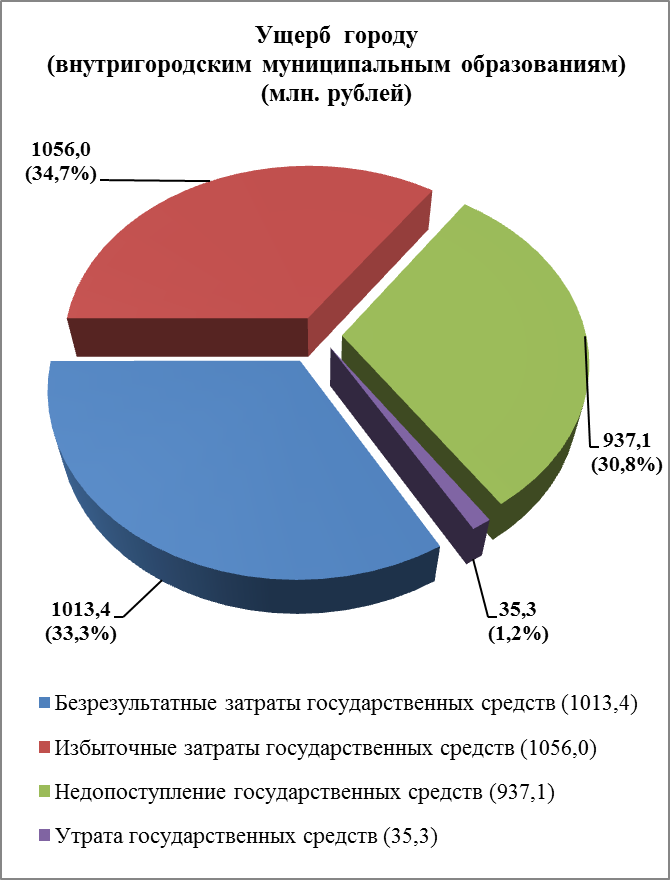 Ущерб городу
(внутригородским муниципальным образованиям)
(млн. рублей)
1056,0
(34,7%)
937,1
(30,8%)
1013,4
(33,3%)
35,3
(1,2%)
Безрезультатные затраты государственных средств (1013,4)
Избыточные затраты государственных средств (1056,0)
Недопоступление государственных средств (937,1)
Утрата государственных средств (35,3)